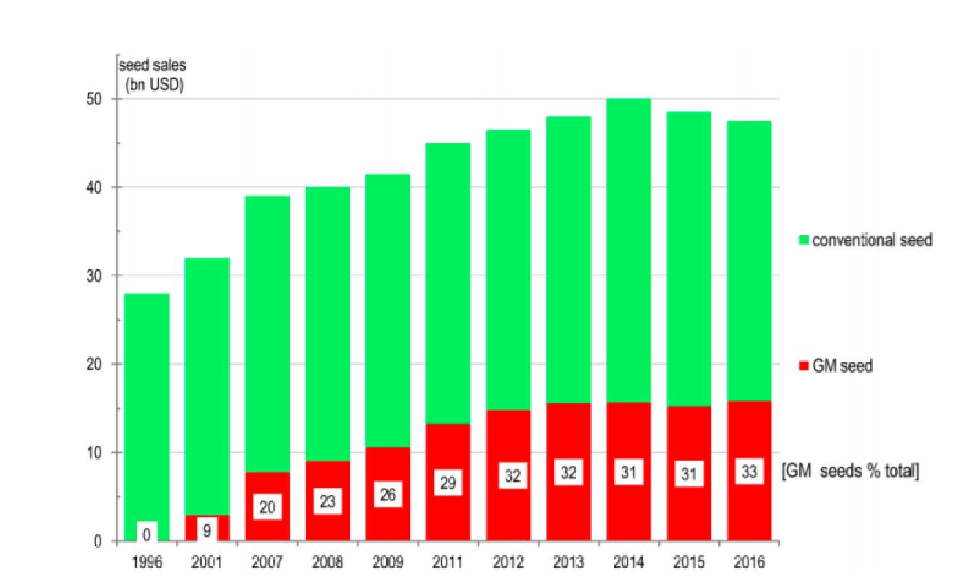 seed sales
(bn USD)
50
40
30
20
10
0
conventional seed
GM seed
[GM seeds % total]
0 9 20 23 26 29 32 32 31 31 33
1996 2001 2007 2008 2009 2011 2012 2013 2014 2015 2016